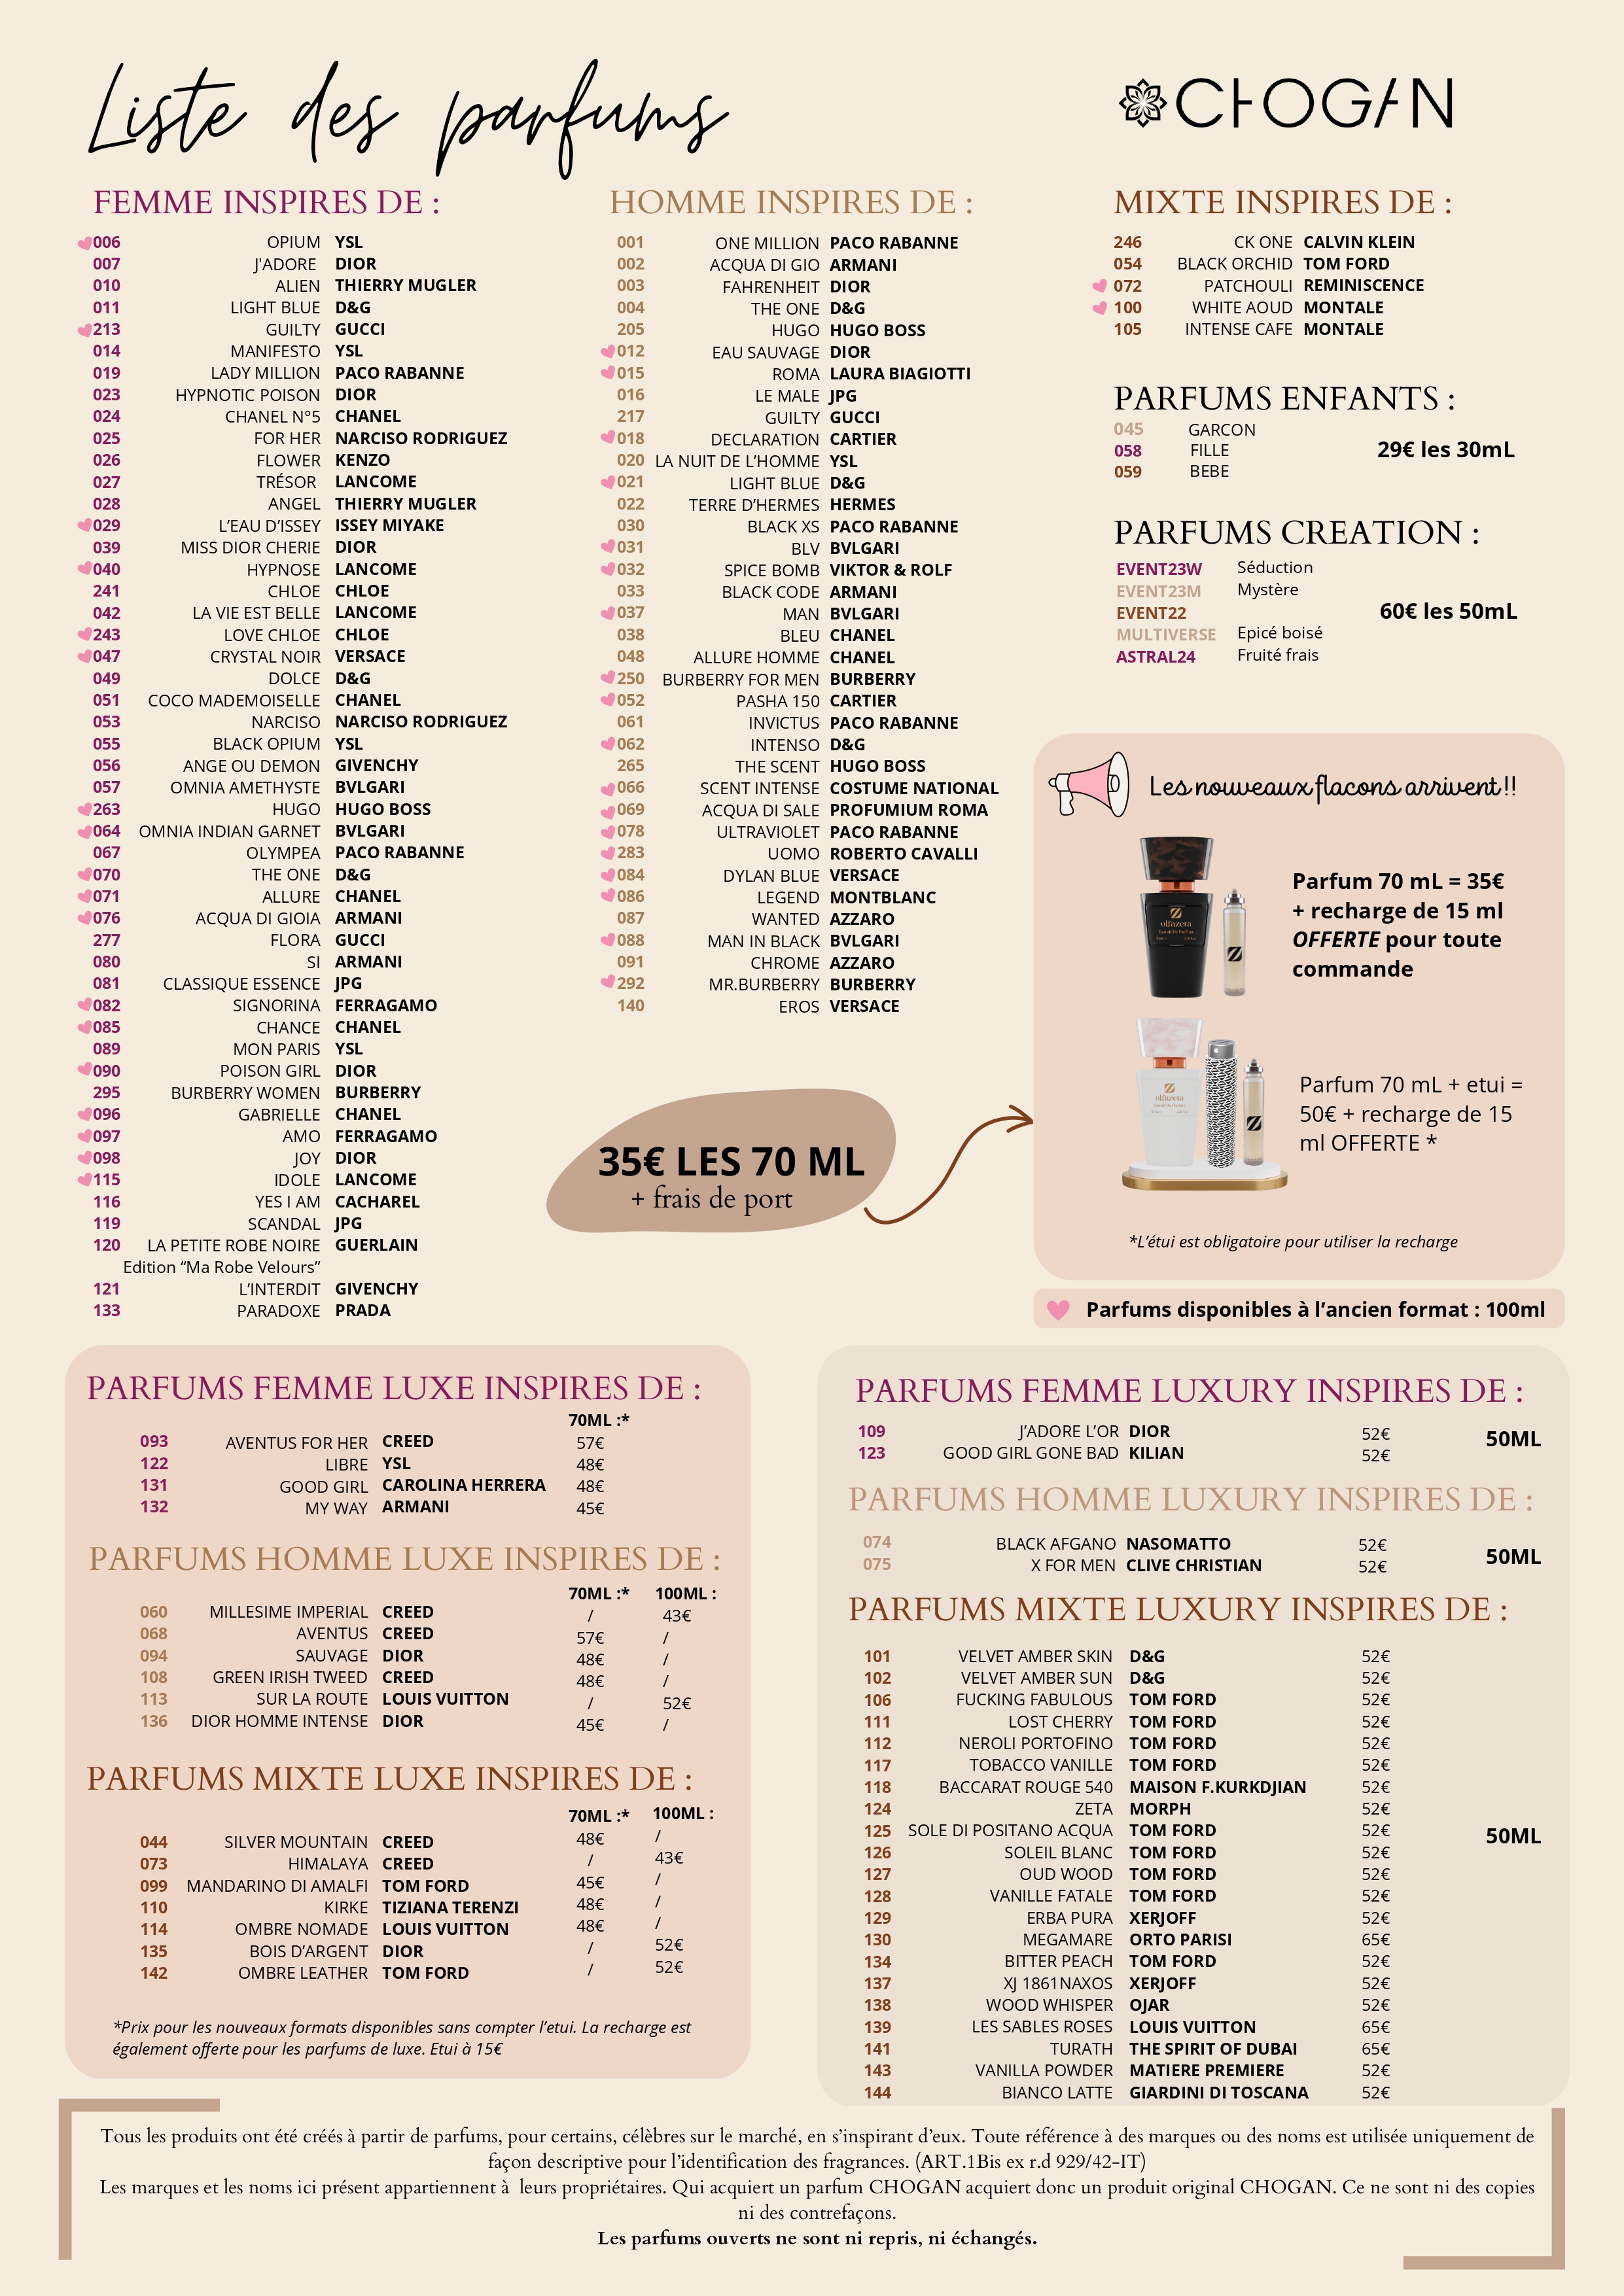 Liste des parfums
CHOGAN
FEMME INSPIRES DE :
006 OPIUM YSL
007 J'ADORE DIOR
010 ALIEN THIERRY MUGLER
011 LIGHT BLUE D&G
213 GUILTY GUCCI
014 MANIFESTO YSL
019 LADY MILLION PACO RABANNE
023 HYPNOTIC POISON DIOR
024 CHANEL N°5 CHANEL
025 FOR HER NARCISO RODRIGUEZ
026 FLOWER KENZO
027 TRÉSOR LANCOME
028 ANGEL THIERRY MUGLER
029 L'EAU D'ISSEY ISSEY MIYAKE
039 MISS DIOR CHERIE DIOR
040 HYPNOSE LANCOME
241 CHLOE CHLOE
042 LA VIE EST BELLE LANCOME
243 LOVE CHLOE CHLOE
047 CRYSTAL NOIR VERSACE
049 DOLCE D&G
051 COCO MADEMOISELLE CHANEL
053 NARCISO NARCISO RODRIGUEZ
055 BLACK OPIUM YSL
056 ANGE OU DEMON GIVENCHY
057 OMNIA AMETHYSTE BVLGARI
263 HUGO HUGO BOSS
064 OMNIA INDIAN GARNET BVLGARI
067 OLYMPEA PACO RABANNE
070 THE ONE D&G
071 ALLURE CHANEL
076 ACQUA DI GIOIA ARMANI
277 FLORA GUCCI
080 SI ARMANI
081 CLASSIQUE ESSENCE JPG
082 SIGNORINA FERRAGAMO
085 CHANCE CHANEL
089 MON PARIS YSL
090 POISON GIRL DIOR
295 BURBERRY WOMEN BURBERRY
096 GABRIELLE CHANEL
097 AMO FERRAGAMO
098 JOY DIOR
115 IDOLE LANCOME
116 YES I AM CACHAREL
119 SCANDAL JPG
120 LA PETITE ROBE NOIRE GUERLAIN
Edition “Ma Robe Velours”
121 L'INTERDIT GIVENCHY
133 PARADOXE PRADA
HOMME INSPIRES DE :
001 ONE MILLION PACO RABANNE
002 ACQUA DI GIO ARMANI
003 FAHRENHEIT DIOR
004 THE ONE D&G
205 HUGO HUGO BOSS
012 EAU SAUVAGE DIOR
015 ROMA LAURA BIAGIOTTI
016 LE MALE JPG
217 GUILTY GUCCI
018 DECLARATION CARTIER
020 LA NUIT DE L'HOMME YSL
021 LIGHT BLUE D&G
022 TERRE D'HERMES HERMES
030 BLACK XS PACO RABANNE
031 BLV BVLGARI
032 SPICE BOMB VIKTOR & ROLF
033 BLACK CODE ARMANI
037 MAN BVLGARI
038 BLEU CHANEL
048 ALLURE HOMME CHANEL
250 BURBERRY FOR MEN BURBERRY
052 PASHA 150 CARTIER
061 INVICTUS PACO RABANNE
062 INTENSO D&G
265 THE SCENT HUGO BOSS
066 SCENT INTENSE COSTUME NATIONAL
069 ACQUA DI SALE PROFUMIUM ROMA
078 ULTRAVIOLET PACO RABANNE
283 UOMO ROBERTO CAVALLI
084 DYLAN BLUE VERSACE
086 LEGEND MONTBLANC
087 WANTED AZZARO
088 MAN IN BLACK BVLGARI
091 CHROME AZZARO
292 MR.BURBERRY BURBERRY
140 EROS VERSACE
35€ LES 70 ML
+ frais de port
MIXTE INSPIRES DE :
246 CK ONE CALVIN KLEIN
054 BLACK ORCHID TOM FORD
072 PATCHOULI REMINISCENCE
100 WHITE AOUD MONTALE
105 INTENSE CAFE MONTALE
PARFUMS ENFANTS :
045 GARCON
058 FILLE
059 BEBE
29€ les 30mL
PARFUMS CREATION :
EVENT23W Séduction
EVENT23M Mystère
EVENT22
MULTIVERSE Epicé boisé
ASTRAL24 Fruité frais
60€ les 50mL
Les nouveaux flacons arrivent !!
olfazeta
Parfum 70 mL = 35€
+ recharge de 15 ml
OFFERTE pour toute
commande
olfazeta
Parfum 70 mL + etui =
50€ + recharge de 15
ml OFFERTE *
*L'étui est obligatoire pour utiliser la recharge
Parfums disponibles à l'ancien format : 100ml
PARFUMS FEMME LUXE INSPIRES DE :
70ML :*
093 AVENTUS FOR HER CREED 57€
122 LIBRE YSL 48€
131 GOOD GIRL CAROLINA HERRERA 48€
132 MY WAY ARMANI 45€
PARFUMS HOMME LUXE INSPIRES DE :
70ML :* 100ML :
060 MILLESIME IMPERIAL CREED / 43€
068 AVENTUS CREED 57€ /
094 SAUVAGE DIOR 48€ /
108 GREEN IRISH TWEED CREED 48€ /
113 SUR LA ROUTE LOUIS VUITTON / 52€
136 DIOR HOMME INTENSE DIOR 45€ /
PARFUMS MIXTE LUXE INSPIRES DE :
70ML :* 100ML :
044 SILVER MOUNTAIN CREED 48€ /
073 HIMALAYA CREED / 43€
099 MANDARINO DI AMALFI TOM FORD 45€ /
110 KIRKE TIZIANA TERENZI 48€ /
114 OMBRE NOMADE LOUIS VUITTON 48€ /
135 BOIS D'ARGENT DIOR / 52€
142 OMBRE LEATHER TOM FORD / 52€
*Prix pour les nouveaux formats disponibles sans compter l'etui. La recharge est
également offerte pour les parfums de luxe. Etui à 15€
PARFUMS FEMME LUXURY INSPIRES DE :
109 J'ADORE L'OR DIOR 52€
123 GOOD GIRL GONE BAD KILIAN 52€
50ML
PARFUMS HOMME LUXURY INSPIRES DE :
074 BLACK AFGANO NASOMATTO 52€
075 X FOR MEN CLIVE CHRISTIAN 52€
50ML
PARFUMS MIXTE LUXURY INSPIRES DE :
101 VELVET AMBER SKIN D&G 52€
102 VELVET AMBER SUN D&G 52€
106 FUCKING FABULOUS TOM FORD 52€
111 LOST CHERRY TOM FORD 52€
112 NEROLI PORTOFINO TOM FORD 52€
117 TOBACCO VANILLE TOM FORD 52€
118 BACCARAT ROUGE 540 MAISON F.KURKDJIAN 52€
124 ZETA MORPH 52€
125 SOLE DI POSITANO ACQUA TOM FORD 52€
126 SOLEIL BLANC TOM FORD 52€
127 OUD WOOD TOM FORD 52€
128 VANILLE FATALE TOM FORD 52€
129 ERBA PURA XERJOFF 52€
130 MEGAMARE ORTO PARISI 65€
134 BITTER PEACH TOM FORD 52€
137 XJ 1861NAXOS XERJOFF 52€
138 WOOD WHISPER OJAR 52€
139 LES SABLES ROSES LOUIS VUITTON 65€
141 TURATH THE SPIRIT OF DUBAI 65€
143 VANILLA POWDER MATIERE PREMIERE 52€
144 BIANCO LATTE GIARDINI DI TOSCANA 52€
50ML
Tous les produits ont été créés à partir de parfums, pour certains, célèbres sur le marché, en s'inspirant d'eux. Toute référence à des marques ou des noms est utilisée uniquement de
façon descriptive pour l'identification des fragrances. (ART.1Bis ex r.d 929/42-IT)
Les marques et les noms ici présent appartiennent à leurs propriétaires. Qui acquiert un parfum CHOGAN acquiert donc un produit original CHOGAN. Ce ne sont ni des copies
ni des contrefaçons.
Les parfums ouverts ne sont ni repris, ni échangés.